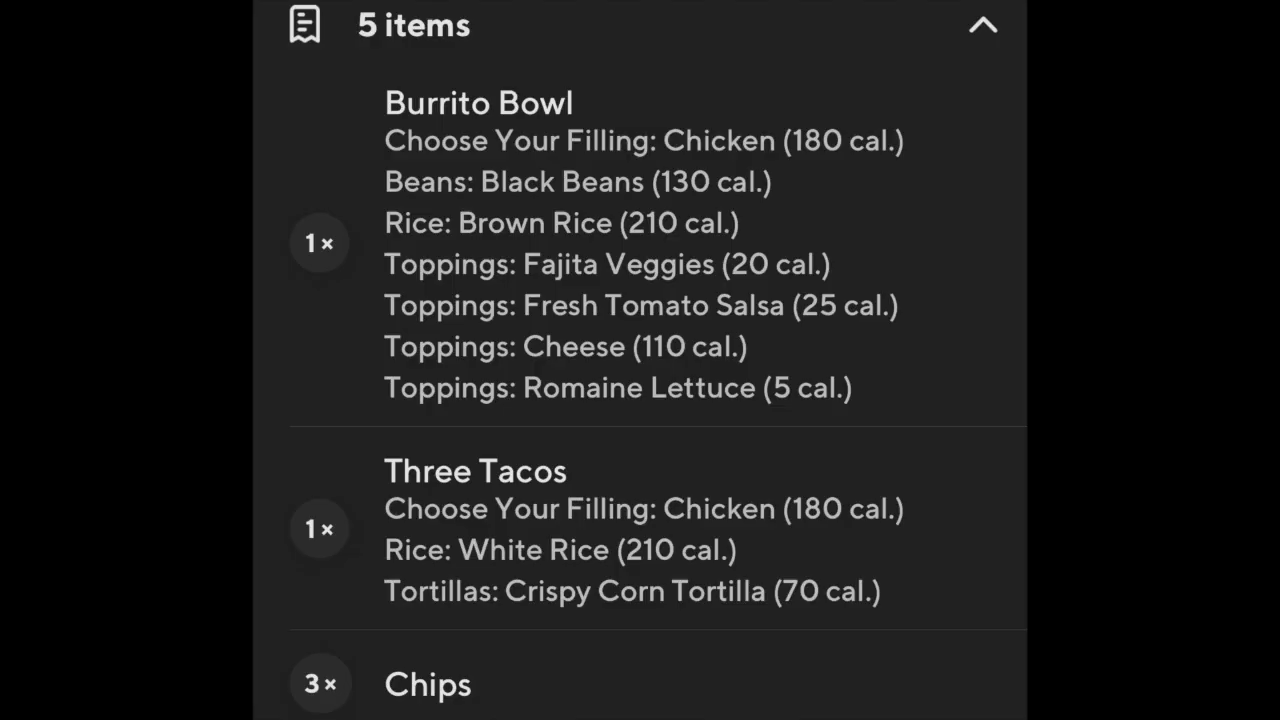 5 items
Burrito Bowl
Choose Your Filling: Chicken (180 cal.)
Beans: Black Beans (130 cal.)
Rice: Brown Rice (210 cal.)
1 ×
Toppings: Fajita Veggies (20 cal.)
Toppings: Fresh Tomato Salsa (25 cal.)
Toppings: Cheese (110 cal.)
Toppings: Romaine Lettuce (5 cal.)
Three Tacos
Choose Your Filling: Chicken (180 cal.)
1 ×
Rice: White Rice (210 cal.)
Tortillas: Crispy Corn Tortilla (70 cal.)
3 × Chips